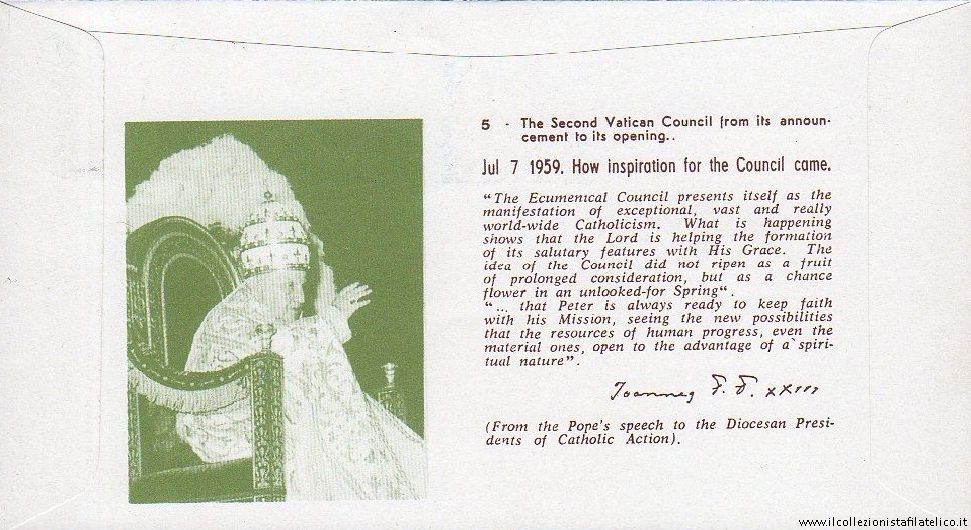 5 - The Second Vatican Council from its announ-
cement to its opening..
Jul 7 1959. How inspiration for the Council came.
“The Ecumenical Council presents itself as the
manifestation of exceptional, vast and really
world-wide Catholicism. What is happening
shows that the Lord is helping the formation
of its salutary features with His Grace. The
idea of the Council did not ripen as a fruit
of prolonged consideration, but as a chance
flower in an unlooked-for Spring“.
“... that Peter is always ready to keep faith
with his Mission, seeing the new possibilities
that the resources of human progress, even the
material ones, open to the advantage of a spiri-
tual nature”.
Joannes P. P. XXIII
(From the Pope's speech to the Diocesan Presi-
dents of Catholic Action).
www.ilcollezionistafilatelico.it